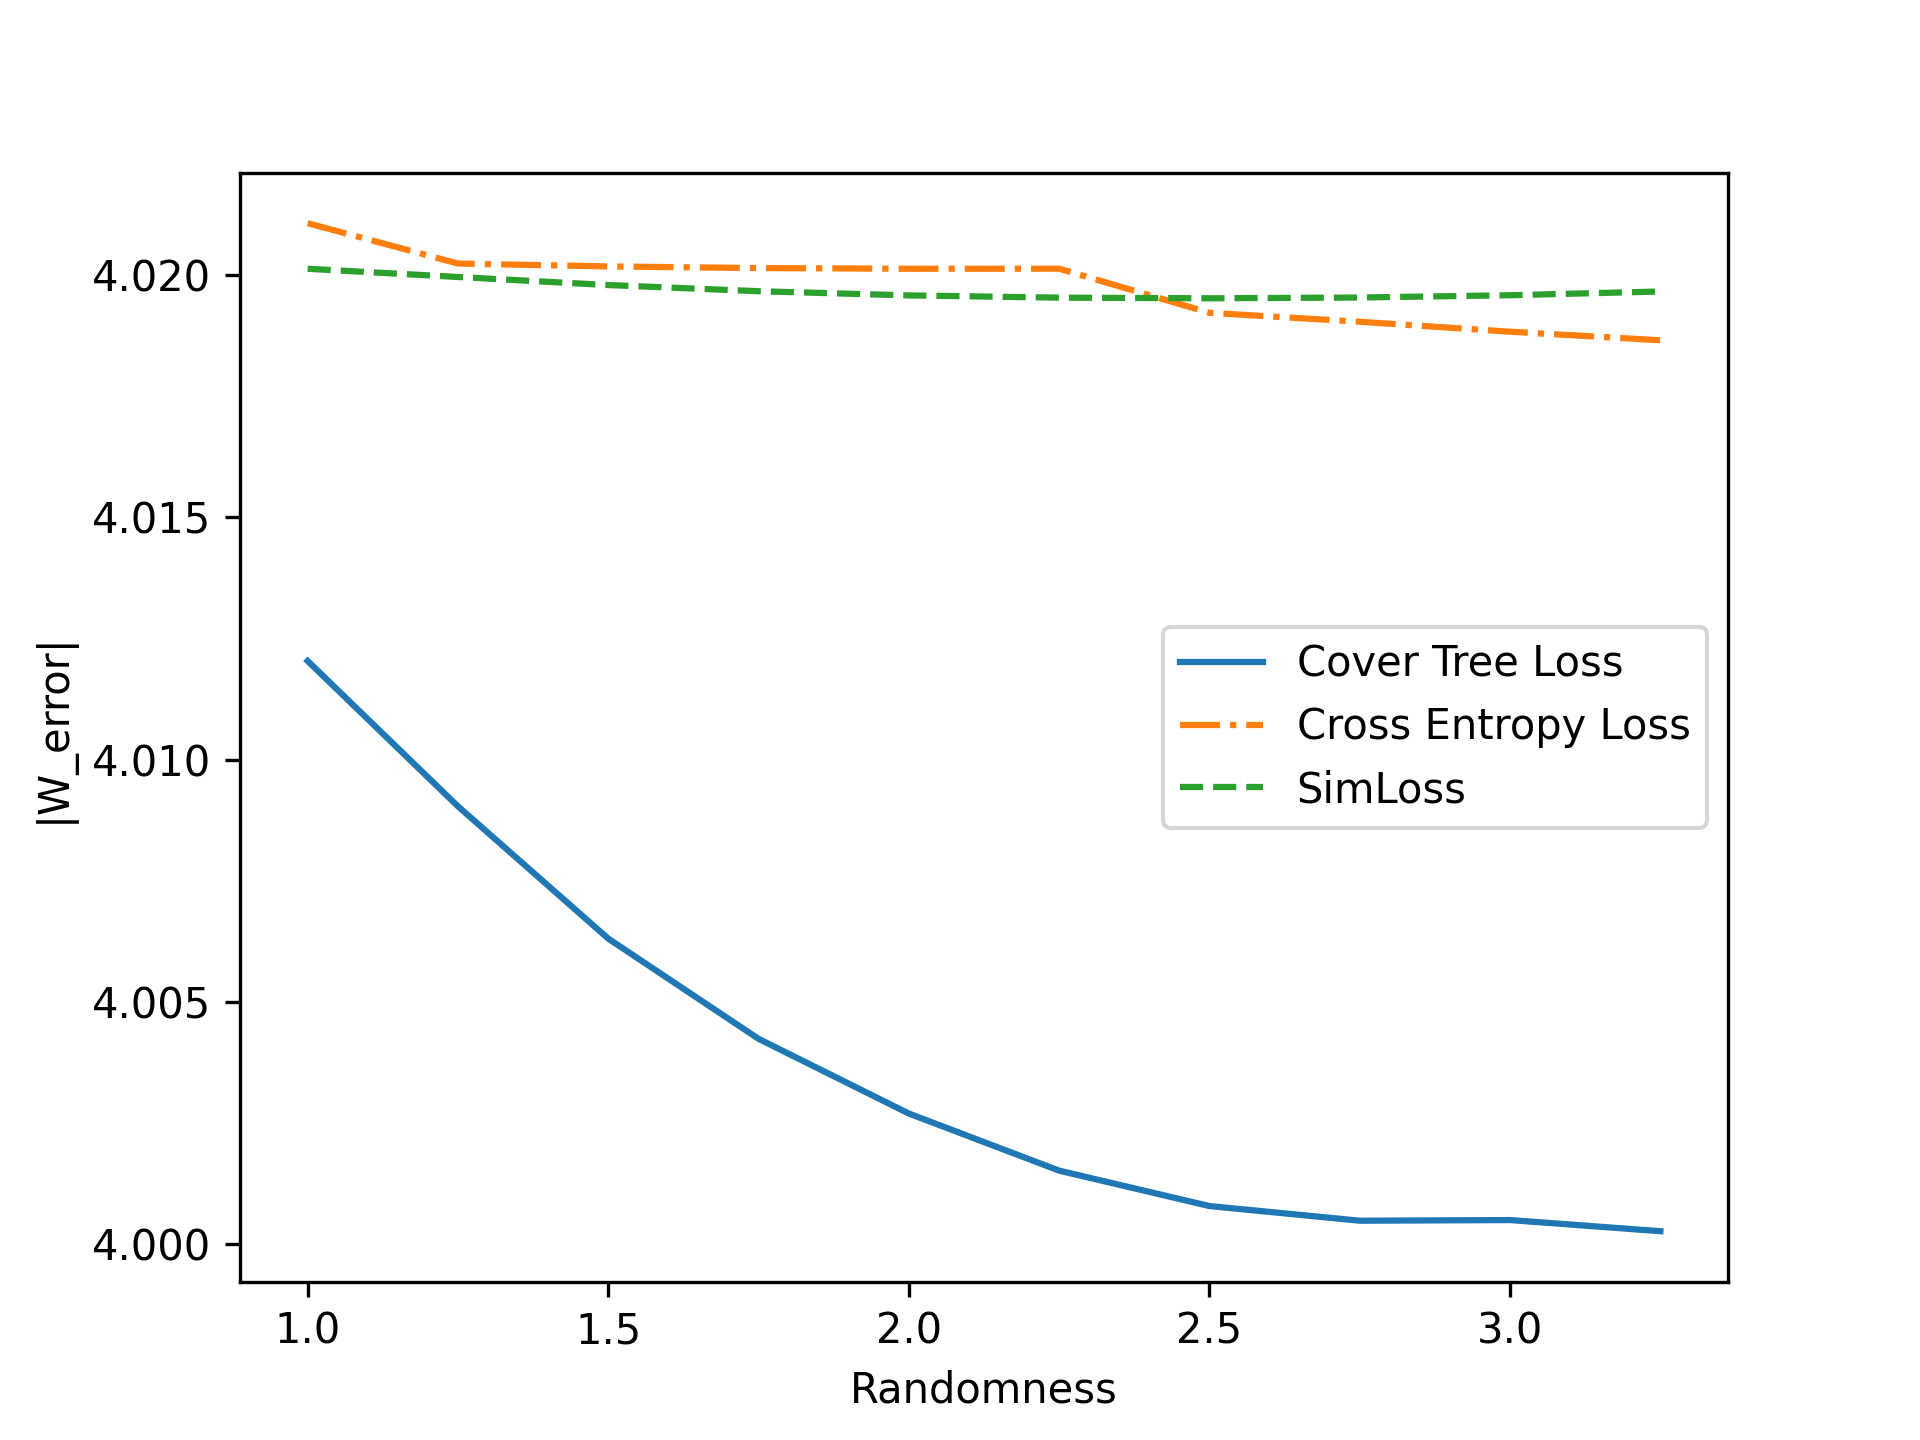 4.020
4.015
4.010
4.005
4.000
|W_error|
Cover Tree Loss
Cross Entropy Loss
SimLoss
1.0 1.5 2.0 2.5 3.0
Randomness